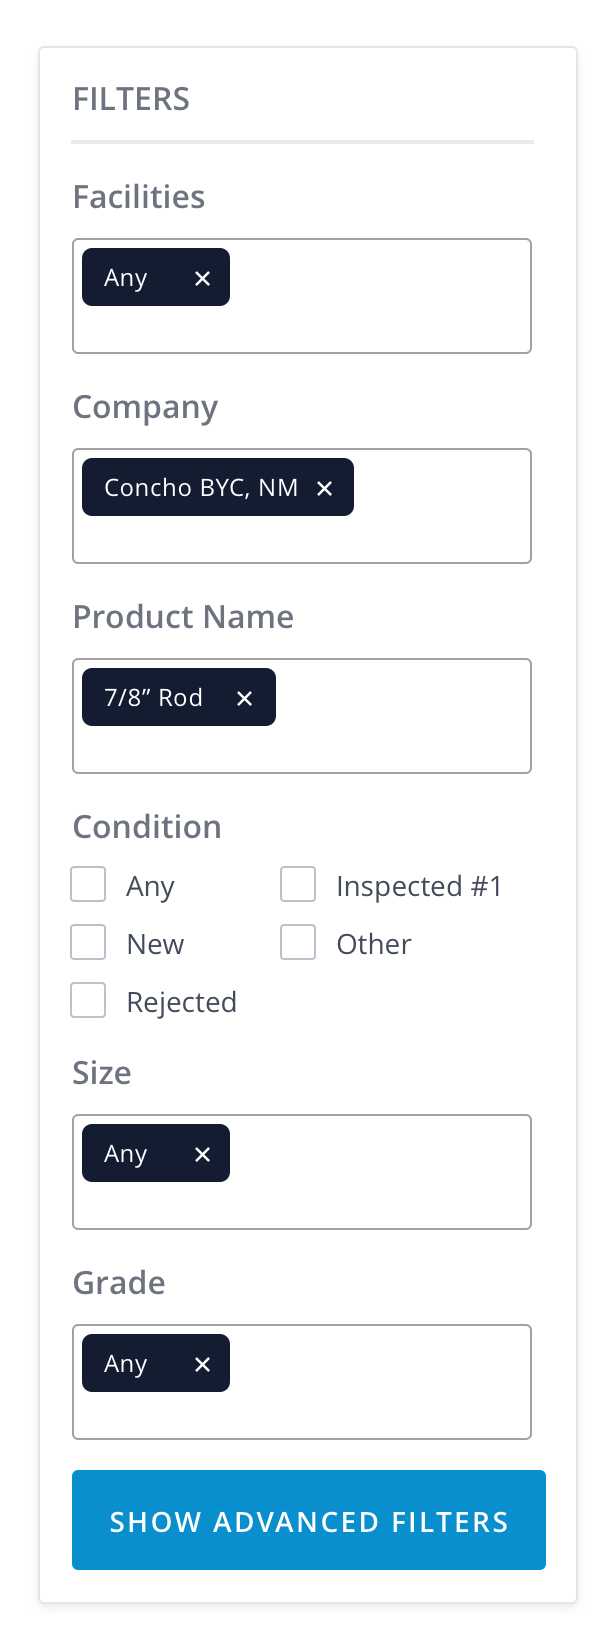 FILTERS
Facilities
Any ×
Company
Concho BYC, NM ×
Product Name
7/8” Rod ×
Condition
Any Inspected #1
New Other
Rejected
Size
Any ×
Grade
Any ×
SHOW ADVANCED FILTERS